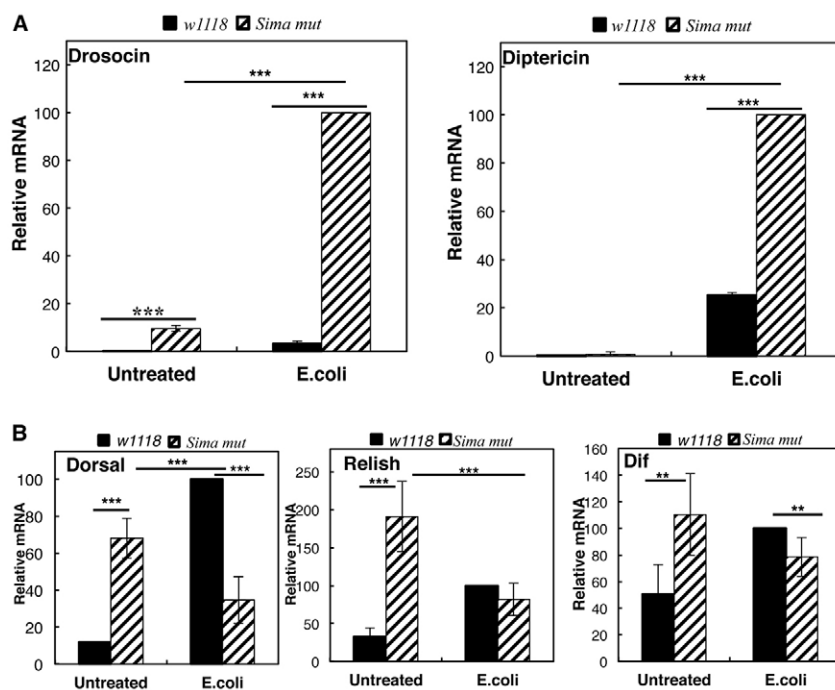 A
w1118 Sima mut
Drosocin
Relative mRNA
120
100
80
60
40
20
0
***
***
***
Untreated E.coli
w1118 Sima mut
Diptericin
Relative mRNA
120
100
80
60
40
20
0
***
***
Untreated E.coli
B
w1118 Sima mut
Dorsal
Relative mRNA
100
80
60
40
20
0
***
***
***
Untreated E.coli
w1118 Sima mut
Relish
Relative mRNA
250
200
150
100
50
0
***
***
Untreated E.coli
w1118 Sima mut
Dif
Relative mRNA
160
140
120
100
80
60
40
20
0
**
**
Untreated E.coli